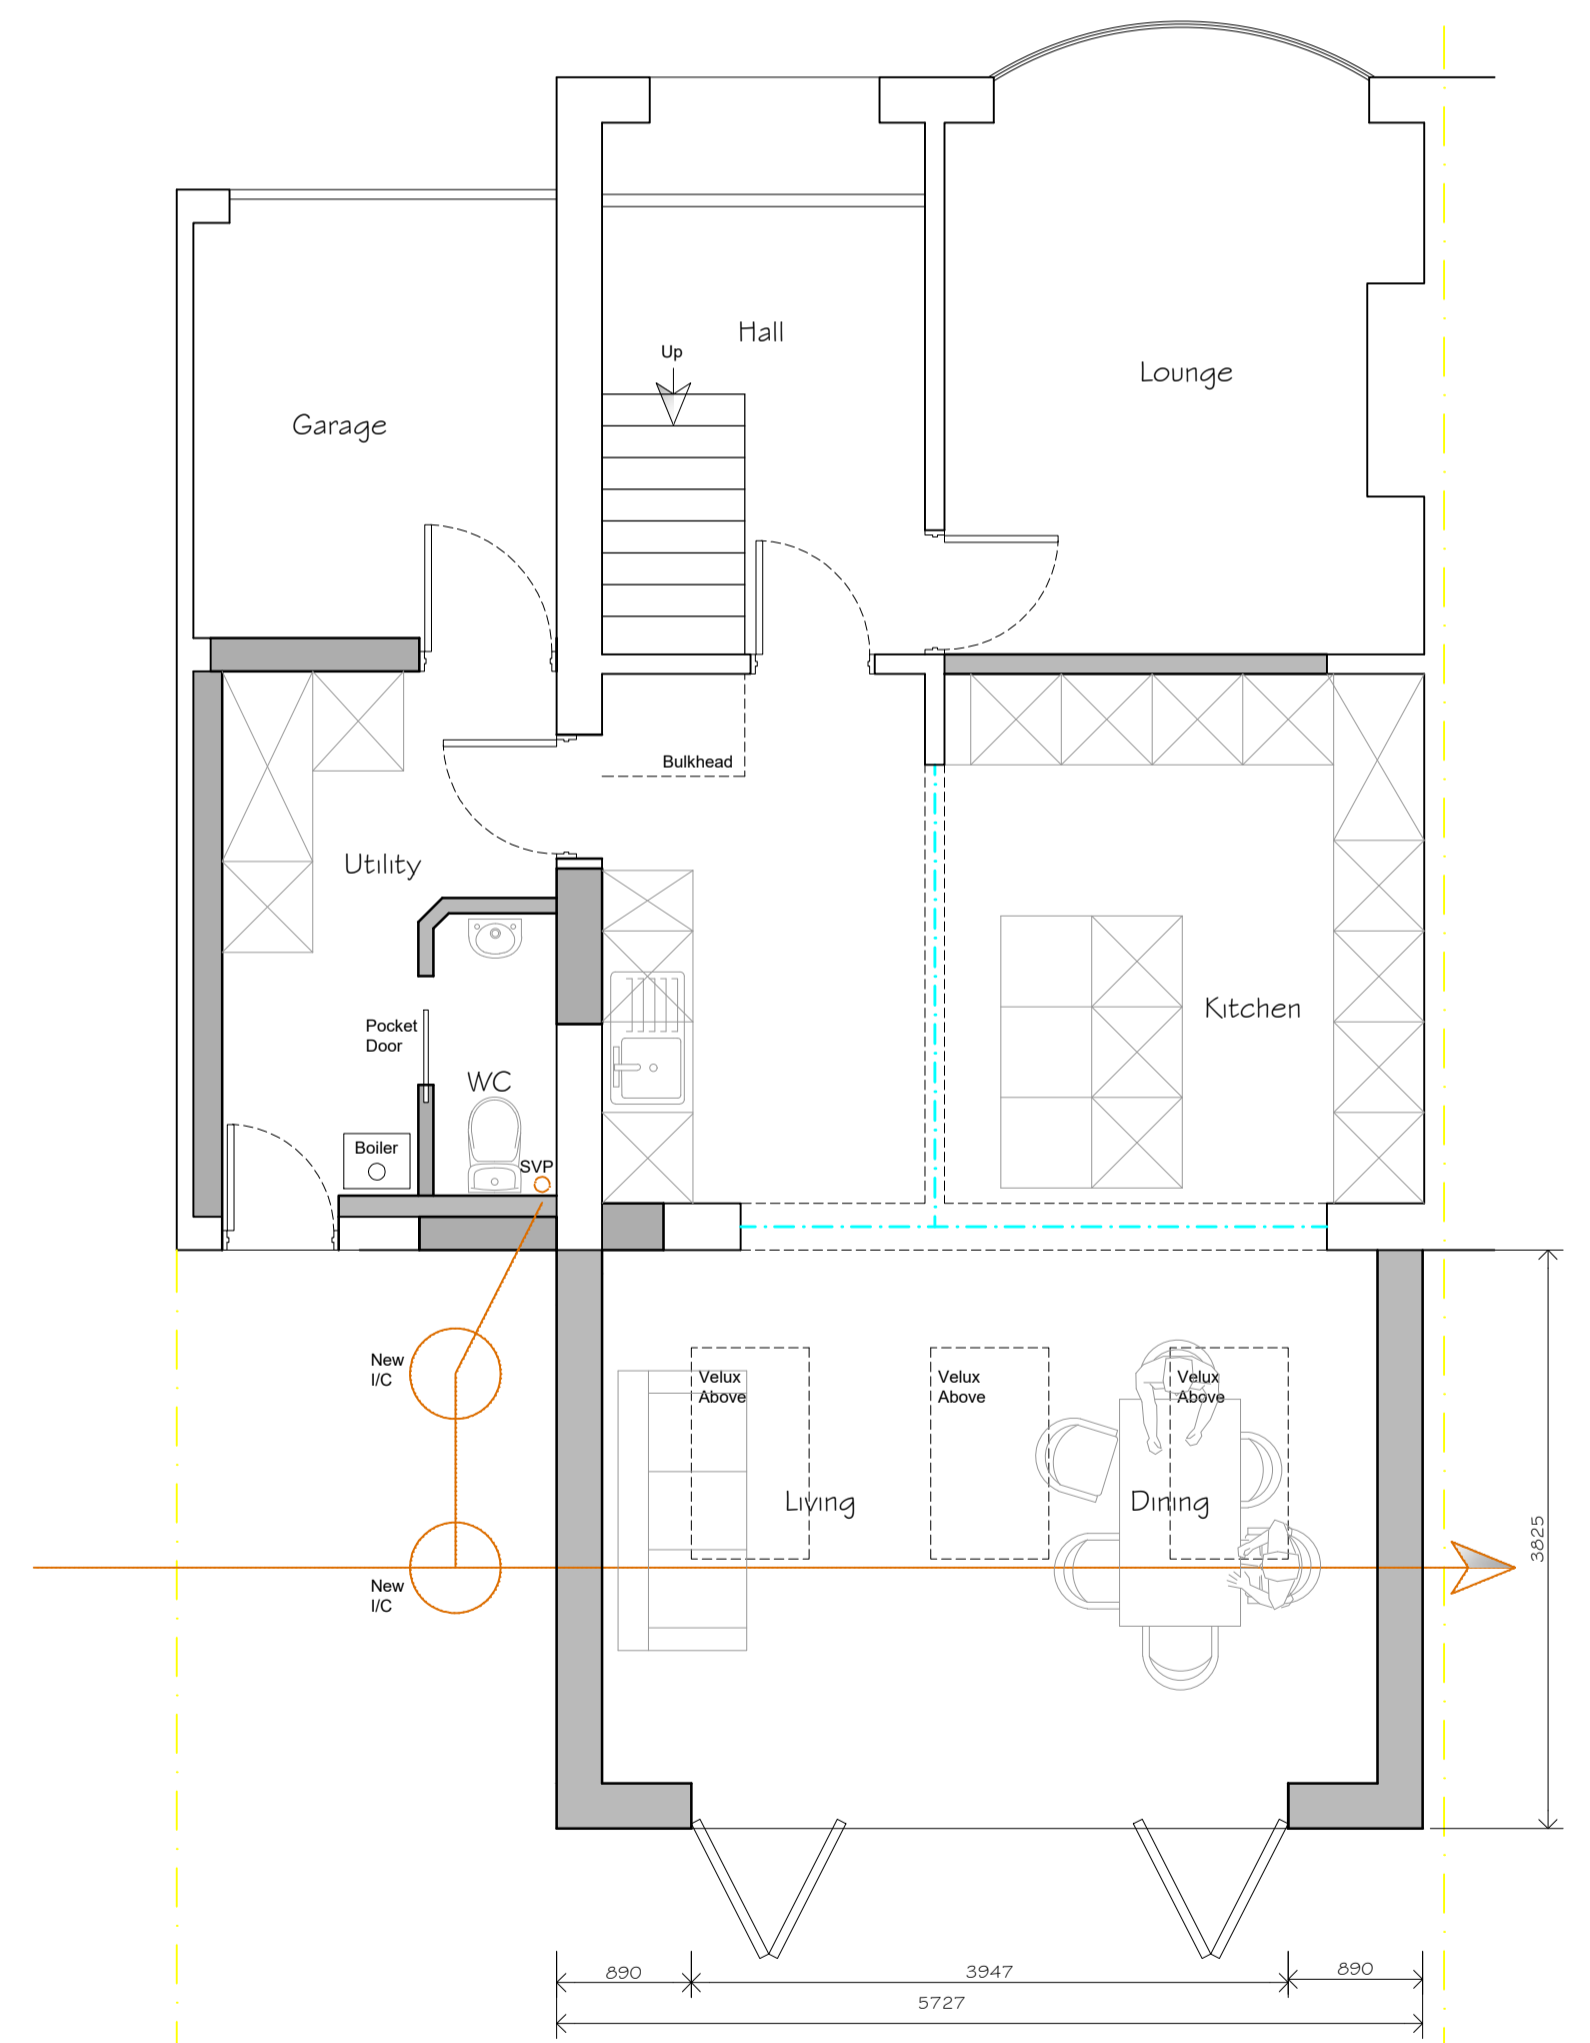 Hall
Up
Lounge
Garage
Bulkhead
Utility
Kitchen
Pocket
Door
WC
Boiler
SVP
New
I/C
Velux
Above
Velux
Above
Velux
Above
Living
Dining
3825
New
I/C
890
3947
890
5727